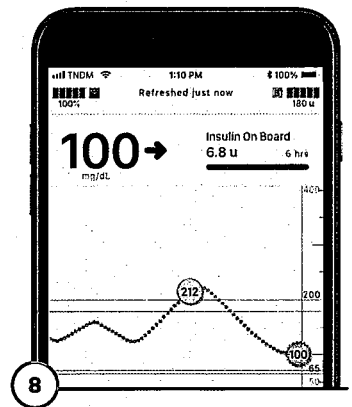 TNDM 1:10 PM 100%
100% Refreshed just now 180 u
100
mg/dL
Insulin On Board
6.8 u 6 hrs
400
200
212
100
65
50
8